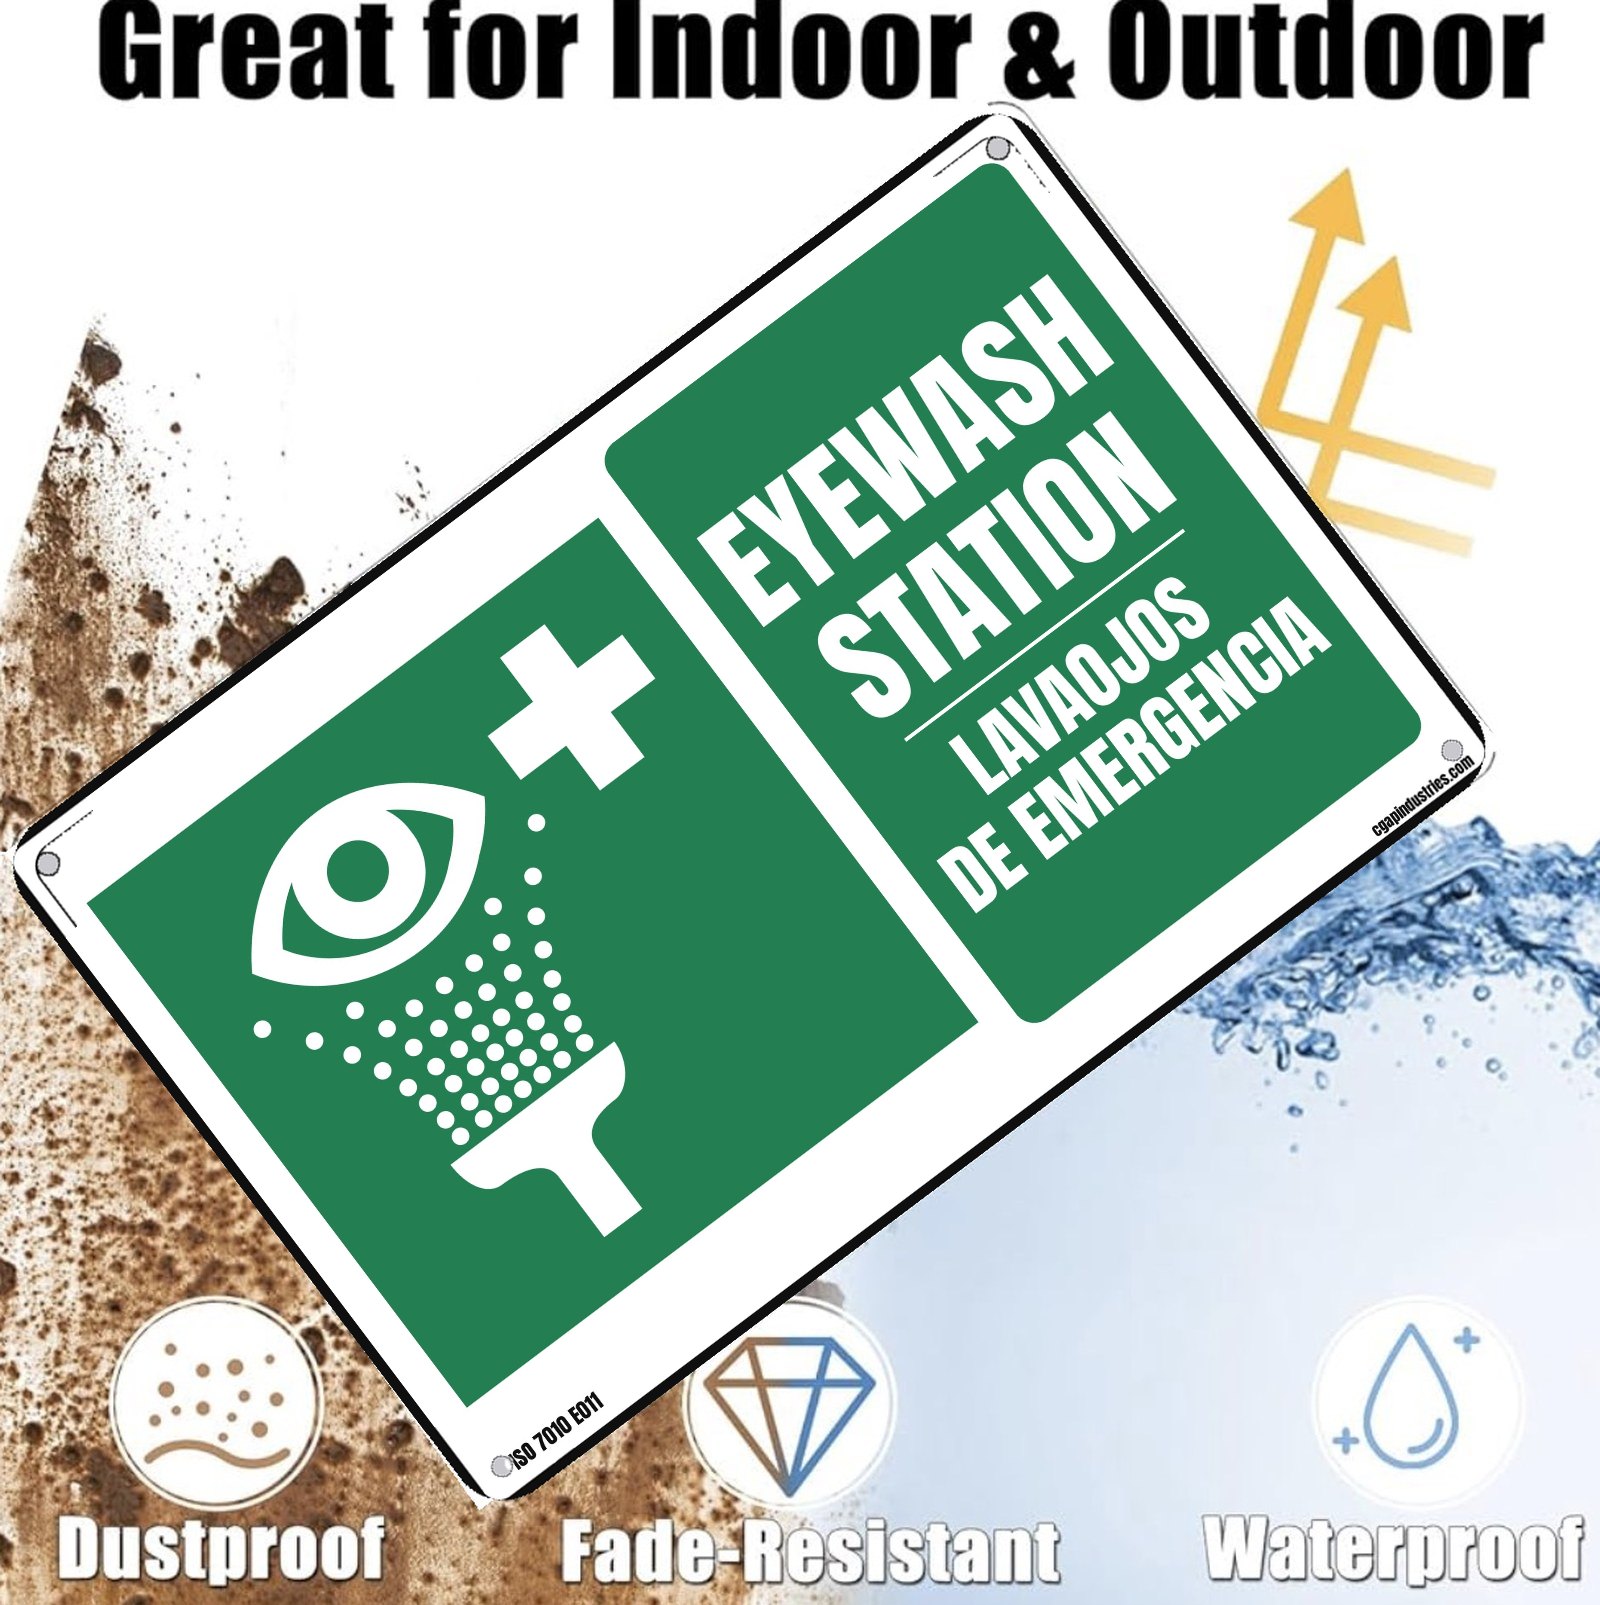 Great for Indoor & Outdoor
EYEWASH
STATION
LAVAOJOS
DE EMERGENCIA
cgapindustries.com
ISO 7010 E011
Dustproof
Fade-Resistant
Waterproof